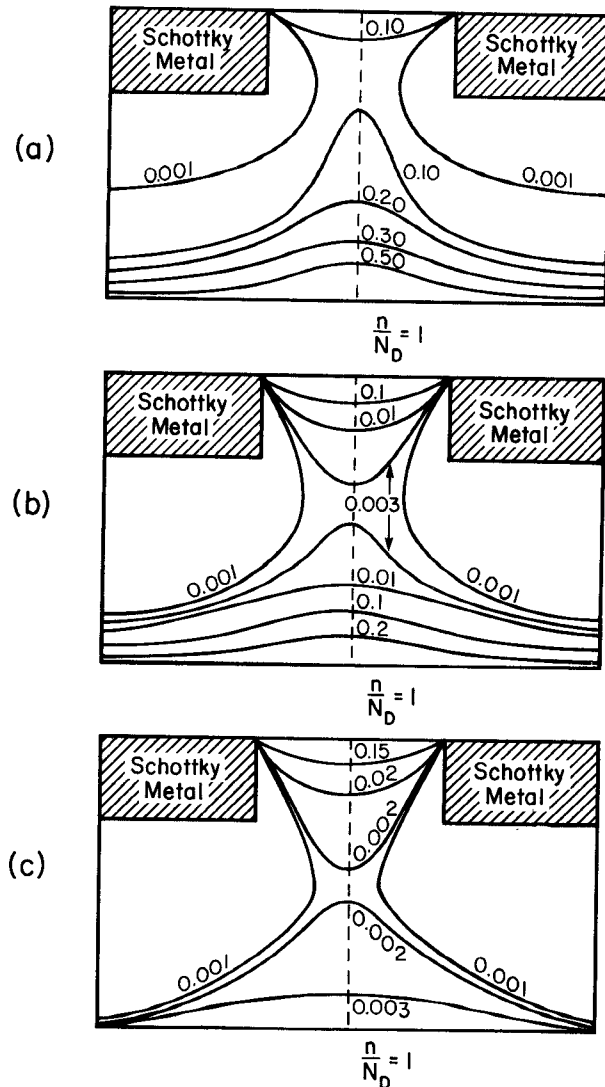 0.10
Schottky
Metal
Schottky
Metal
(a)
0.001
0.10
0.001
0.20
0.30
0.50
n/N_D = 1
0.1
Schottky
Metal
0.01
Schottky
Metal
(b)
0.003
0.001
0.01
0.001
0.1
0.2
n/N_D = 1
0.15
Schottky
Metal
0.02
Schottky
Metal
0.002
(c)
0.002
0.001
0.001
0.003
n/N_D = 1